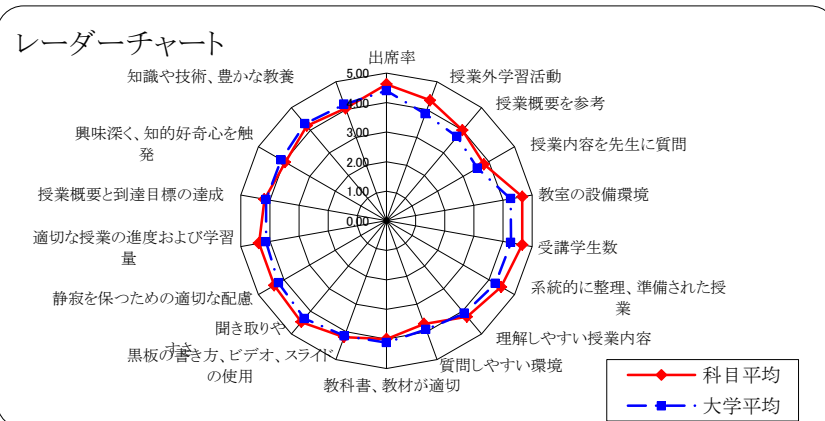 レーダーチャート
出席率
授業外学習活動
授業概要を参考
授業内容を先生に質問
教室の設備環境
受講学生数
系統的に整理、準備された授
業
理解しやすい授業内容
質問しやすい環境
教科書、教材が適切
黒板の書き方、ビデオ、スライド
の使用
聞き取りや
すさ
静寂を保つための適切な配慮
適切な授業の進度および学習
量
授業概要と到達目標の達成
興味深く、知的好奇心を触
発
知識や技術、豊かな教養
5.00
4.00
3.00
2.00
1.00
0.00
科目平均
大学平均